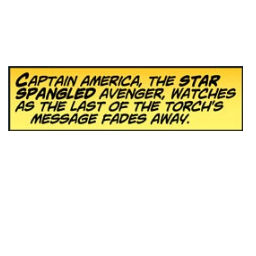 CAPTAIN AMERICA, THE STAR
SPANGLED AVENGER, WATCHES
AS THE LAST OF THE TORCH'S
MESSAGE FADES AWAY.